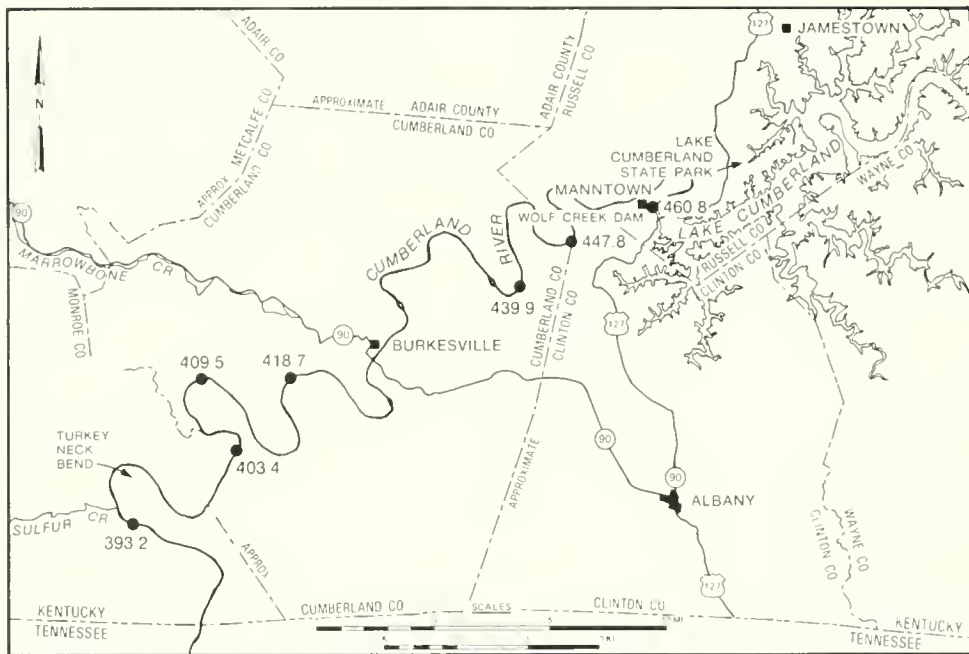 ADAIR CO
127
JAMESTOWN
N
APPROX METCALFE CO
CUMBERLAND CO
APPROXIMATE ADAIR COUNTY
CUMBERLAND CO
ADAIR COUNTY
RUSSELL CO
LAKE
CUMBERLAND
STATE PARK
WAYNE CO
LAKE CUMBERLAND
RUSSELL CO
CLINTON CO
MANNTOWN
460.8
WOLF CREEK DAM
447.8
90
MARROWBONE CR
CUMBERLAND
RIVER
439 9
MONROE CO
90
BURKESVILLE
CUMBERLAND CO
CLINTON CO
127
409 5
418 7
TURKEY
NECK
BEND
403 4
APPROXIMATE
90
90
ALBANY
SULFUR CR
393 2
APPROX
WAYNE CO
CLINTON CO
127
KENTUCKY
TENNESSEE
CUMBERLAND CO
SCALES
CLINTON CO
KENTUCKY
TENNESSEE
5
10 MI
5